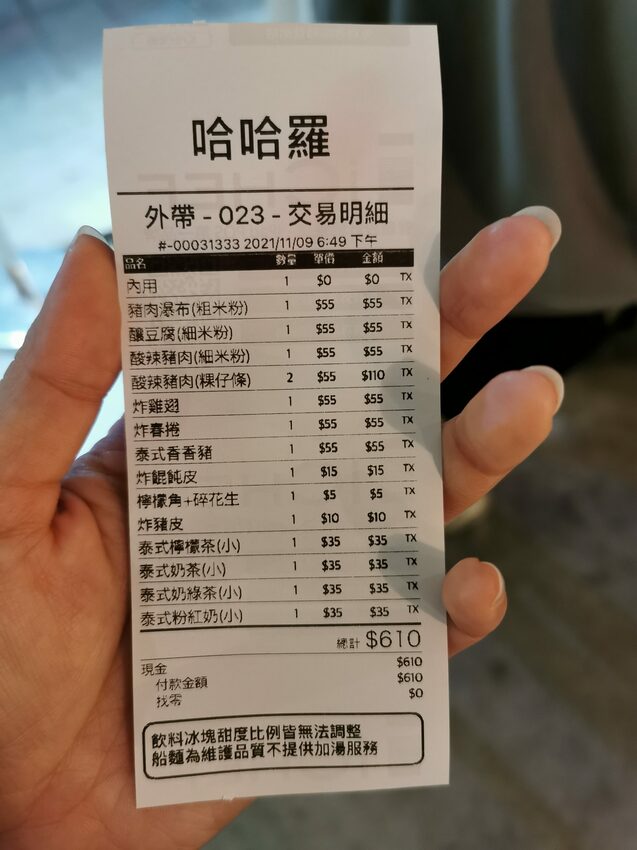 哈哈羅
外帶 - 023 - 交易明細
#-00031333 2021/11/09 6:49 下午
品名 數量 單價 金額
內用 1 $0 $0 TX
豬肉瀑布(粗米粉) 1 $55 $55 TX
釀豆腐(細米粉) 1 $55 $55 TX
酸辣豬肉(細米粉) 1 $55 $55 TX
酸辣豬肉(粿仔條) 2 $55 $110 TX
炸雞翅 1 $55 $55 TX
炸春捲 1 $55 $55 TX
泰式香香豬 1 $55 $55 TX
炸餛飩皮 1 $15 $15 TX
檸檬角+碎花生 1 $5 $5 TX
炸豬皮 1 $10 $10 TX
泰式檸檬茶(小) 1 $35 $35 TX
泰式奶茶(小) 1 $35 $35 TX
泰式奶綠茶(小) 1 $35 $35 TX
泰式粉紅奶(小) 1 $35 $35 TX
總計 $610
現金 $610
付款金額 $610
找零 $0
飲料冰塊甜度比例皆無法調整
船麵為維護品質不提供加湯服務